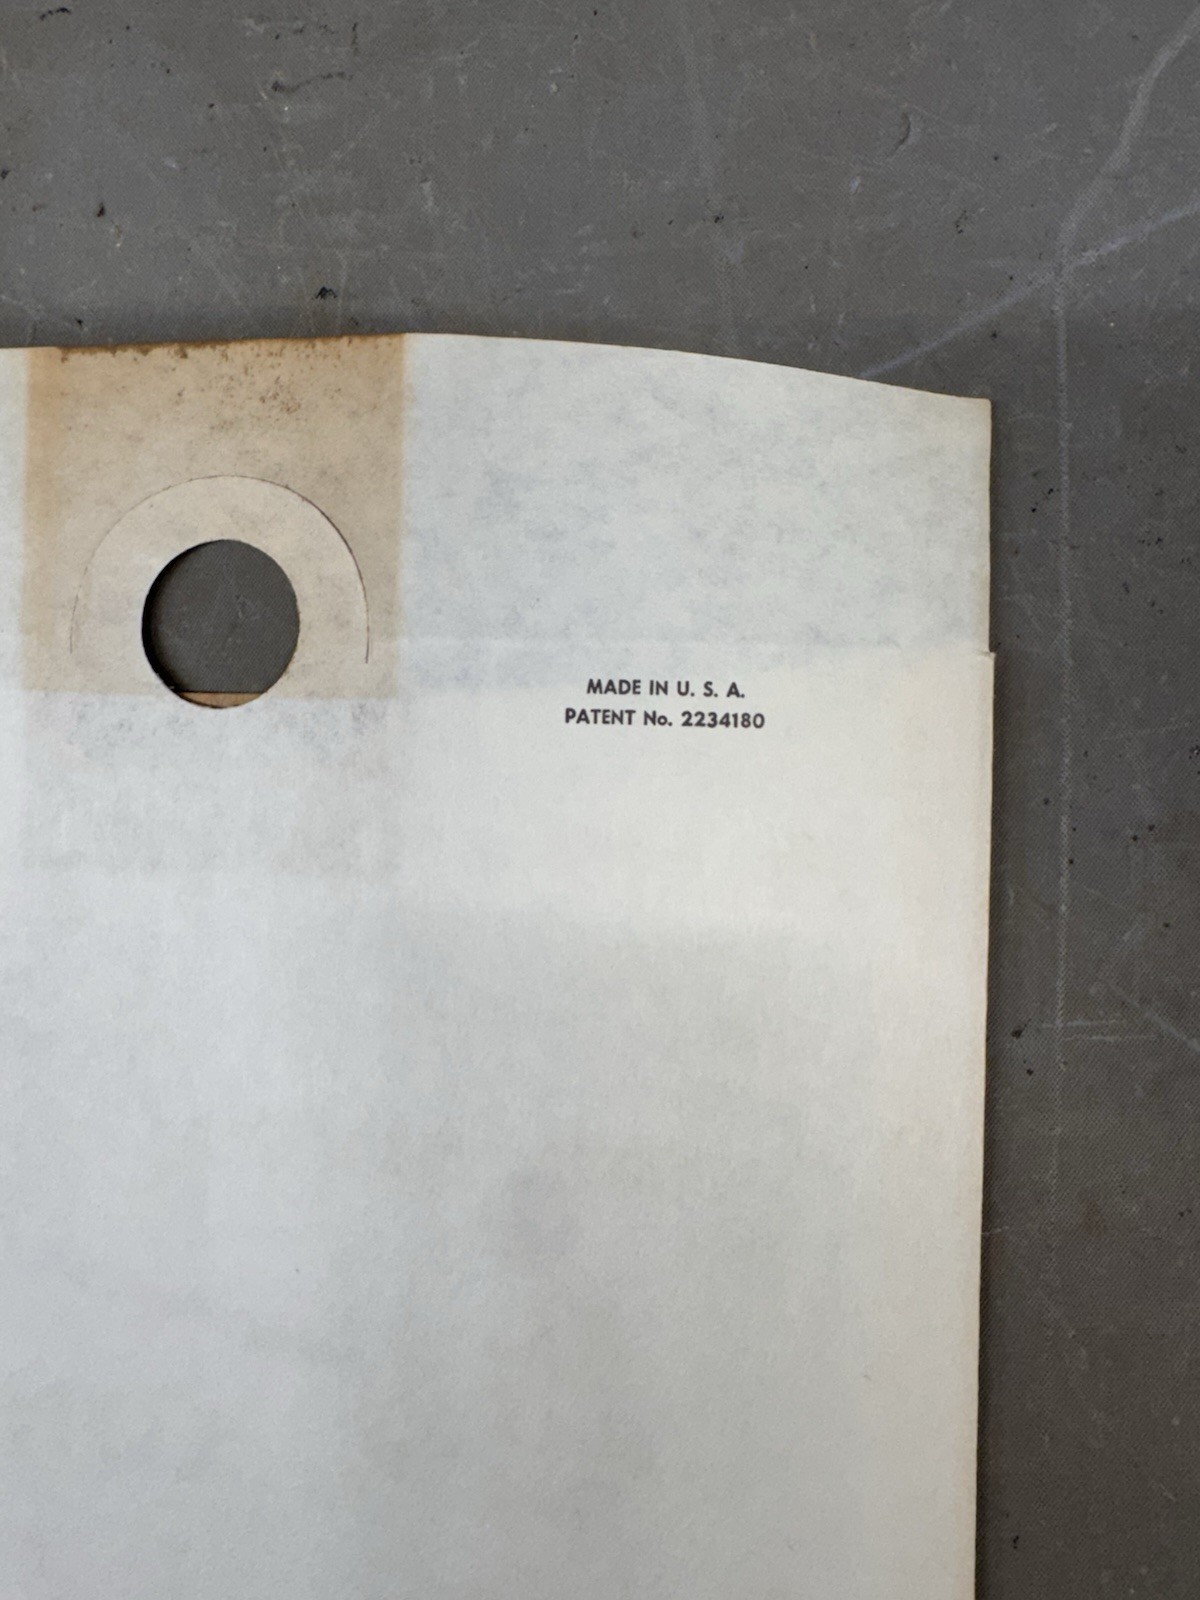 MADE IN U. S. A.
PATENT No. 2234180